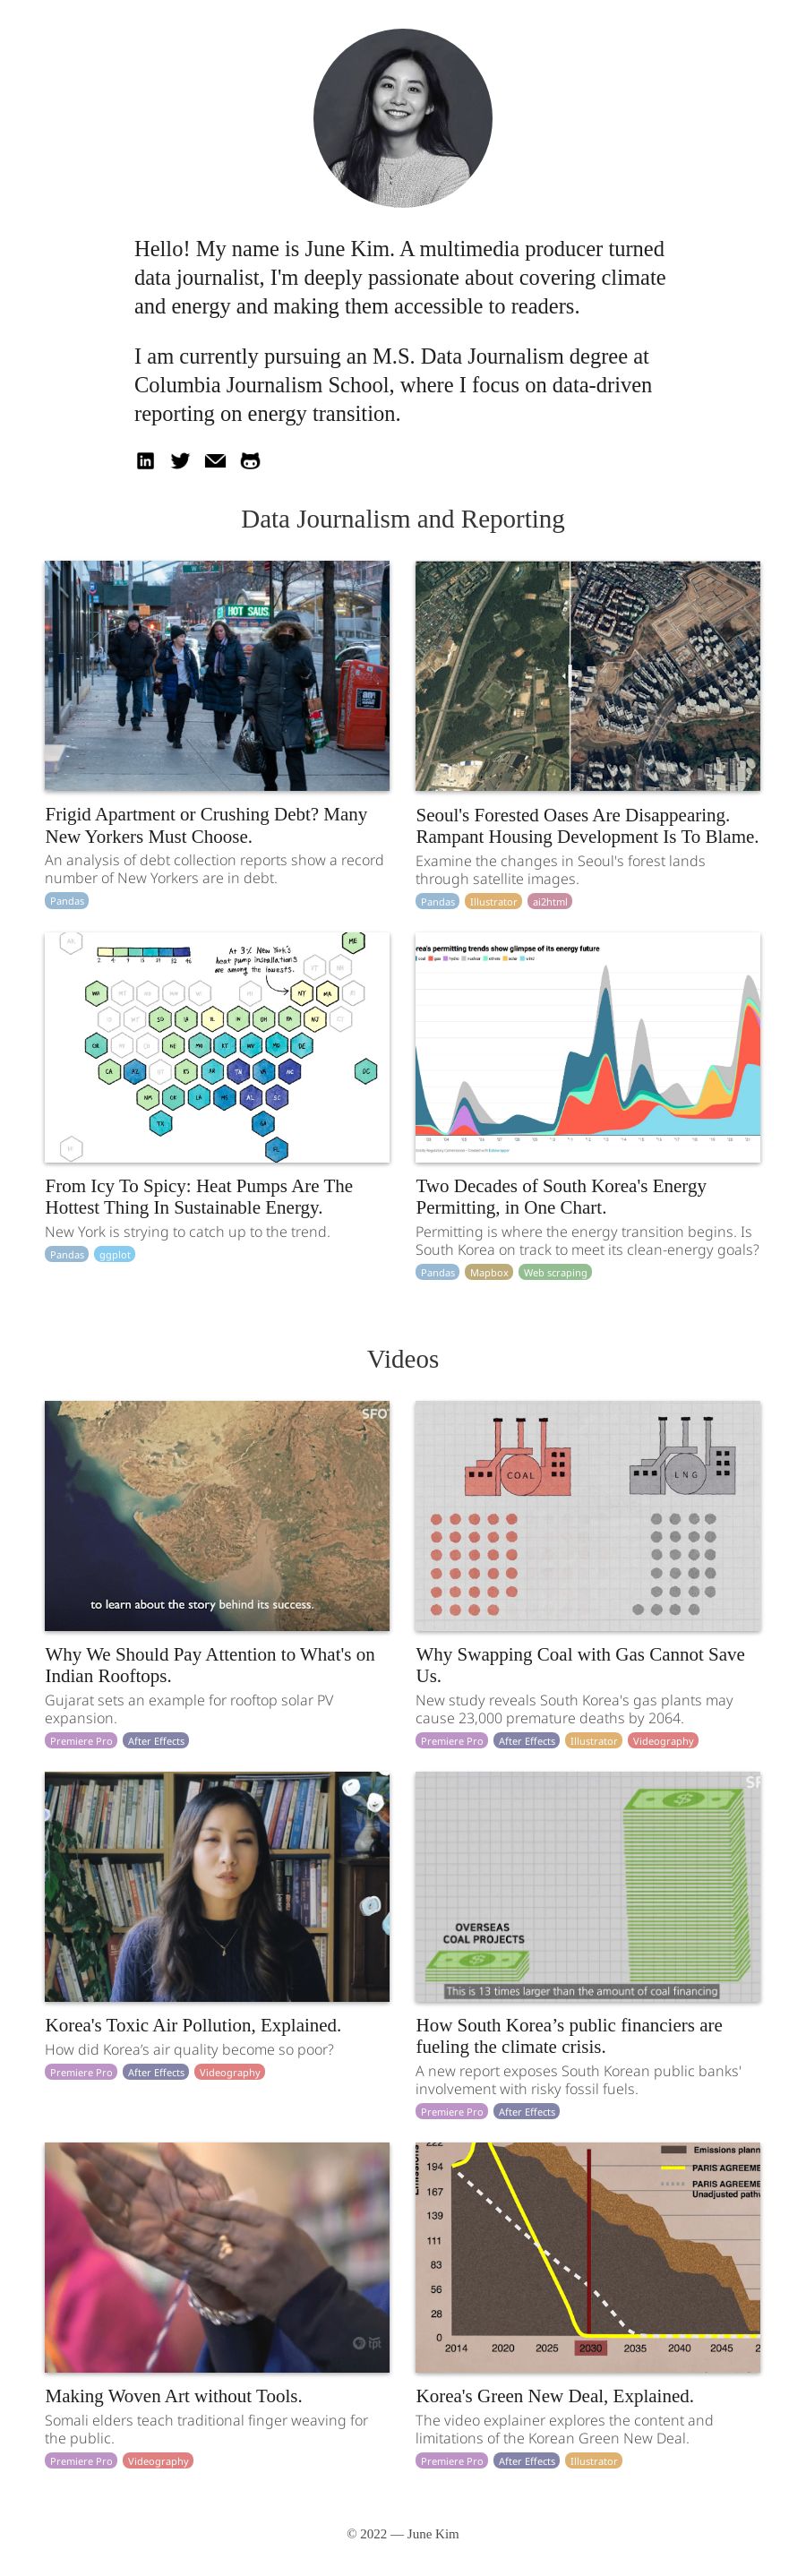 Hello! My name is June Kim. A multimedia producer turned
data journalist, I'm deeply passionate about covering climate
and energy and making them accessible to readers.
I am currently pursuing an M.S. Data Journalism degree at
Columbia Journalism School, where I focus on data-driven
reporting on energy transition.
in
Data Journalism and Reporting
HOT SAUS
Frigid Apartment or Crushing Debt? Many
New Yorkers Must Choose.
An analysis of debt collection reports show a record
number of New Yorkers are in debt.
Pandas
Seoul's Forested Oases Are Disappearing.
Rampant Housing Development Is To Blame.
Examine the changes in Seoul's forest lands
through satellite images.
Pandas Illustrator ai2html
At 3%, New York's
heat pump installations
are among the lowest.
ME
NY
From Icy To Spicy: Heat Pumps Are The
Hottest Thing In Sustainable Energy.
New York is strying to catch up to the trend.
Pandas ggplot
rea's permitting trends show glimpse of its energy future
Two Decades of South Korea's Energy
Permitting, in One Chart.
Permitting is where the energy transition begins. Is
South Korea on track to meet its clean-energy goals?
Pandas Mapbox Web scraping
Videos
SFO
to learn about the story behind its success.
Why We Should Pay Attention to What's on
Indian Rooftops.
Gujarat sets an example for rooftop solar PV
expansion.
Premiere Pro After Effects
COAL LNG
Why Swapping Coal with Gas Cannot Save
Us.
New study reveals South Korea's gas plants may
cause 23,000 premature deaths by 2064.
Premiere Pro After Effects Illustrator Videography
Korea's Toxic Air Pollution, Explained.
How did Korea's air quality become so poor?
Premiere Pro After Effects Videography
OVERSEAS
COAL PROJECTS
This is 13 times larger than the amount of coal financing
How South Korea’s public financiers are
fueling the climate crisis.
A new report exposes South Korean public banks'
involvement with risky fossil fuels.
Premiere Pro After Effects
tpt
Making Woven Art without Tools.
Somali elders teach traditional finger weaving for
the public.
Premiere Pro Videography
Emissions plann
PARIS AGREEME
PARIS AGREEME
Unadjusted path
222
194
167
139
111
83
56
28
0
2014 2020 2025 2030 2035 2040 2045
Korea's Green New Deal, Explained.
The video explainer explores the content and
limitations of the Korean Green New Deal.
Premiere Pro After Effects Illustrator
© 2022 — June Kim